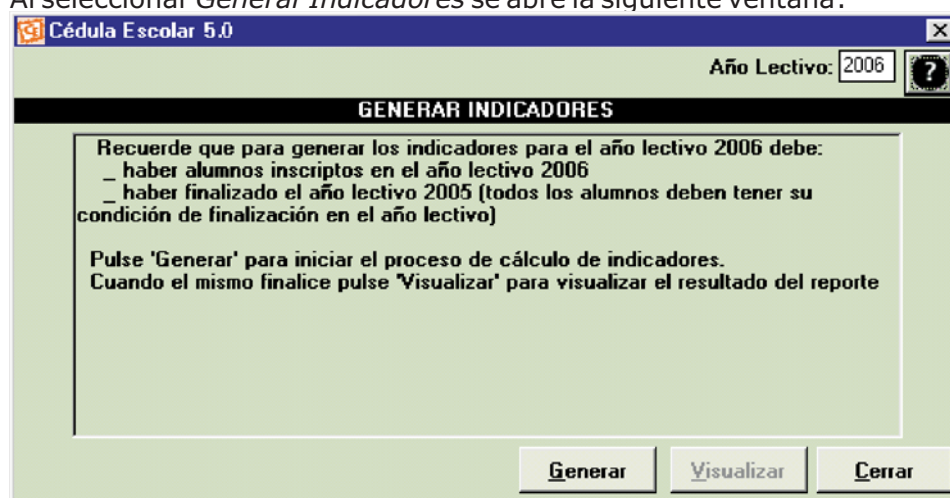 Al seleccionar Generar Indicadores se abre la siguiente ventana:
Cédula Escolar 5.0
Año Lectivo: 2006 ?
GENERAR INDICADORES
Recuerde que para generar los indicadores para el año lectivo 2006 debe:
_ haber alumnos inscriptos en el año lectivo 2006
_ haber finalizado el año lectivo 2005 (todos los alumnos deben tener su
condición de finalización en el año lectivo)
Pulse 'Generar' para iniciar el proceso de cálculo de indicadores.
Cuando el mismo finalice pulse 'Visualizar' para visualizar el resultado del reporte
Generar Visualizar Cerrar